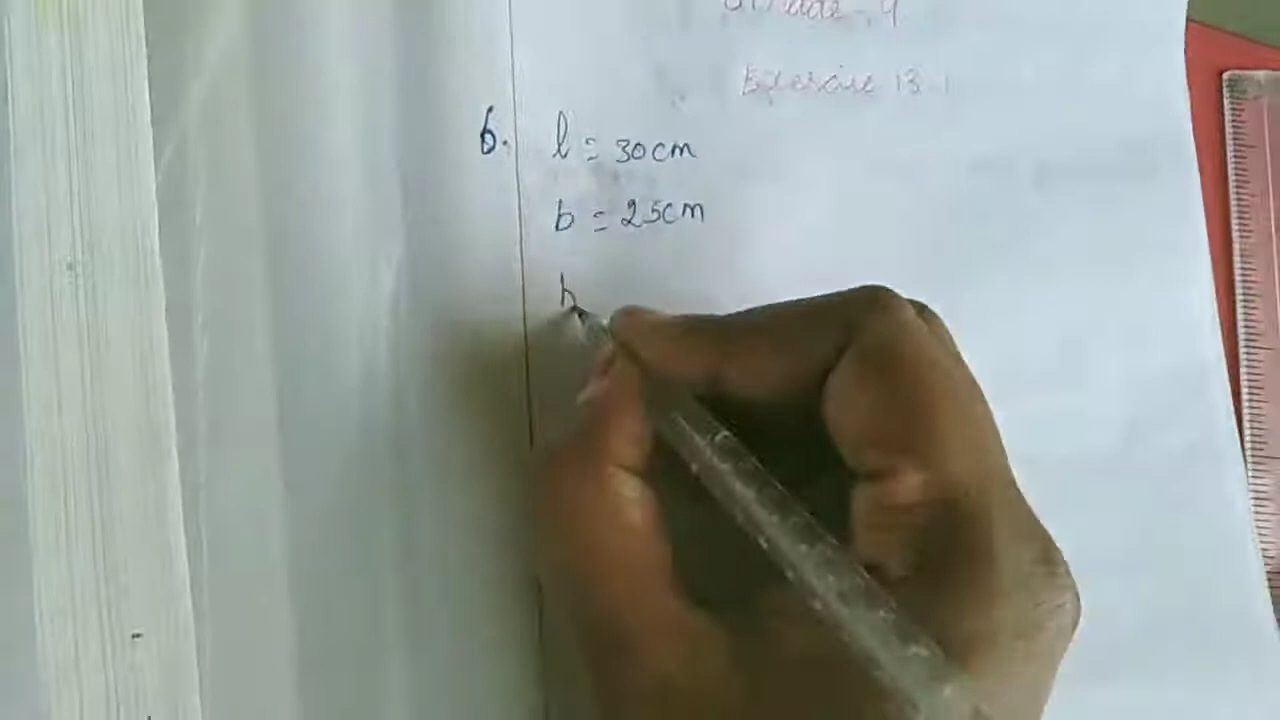 Exercise 13.1
6. l = 30cm
b = 25cm
h